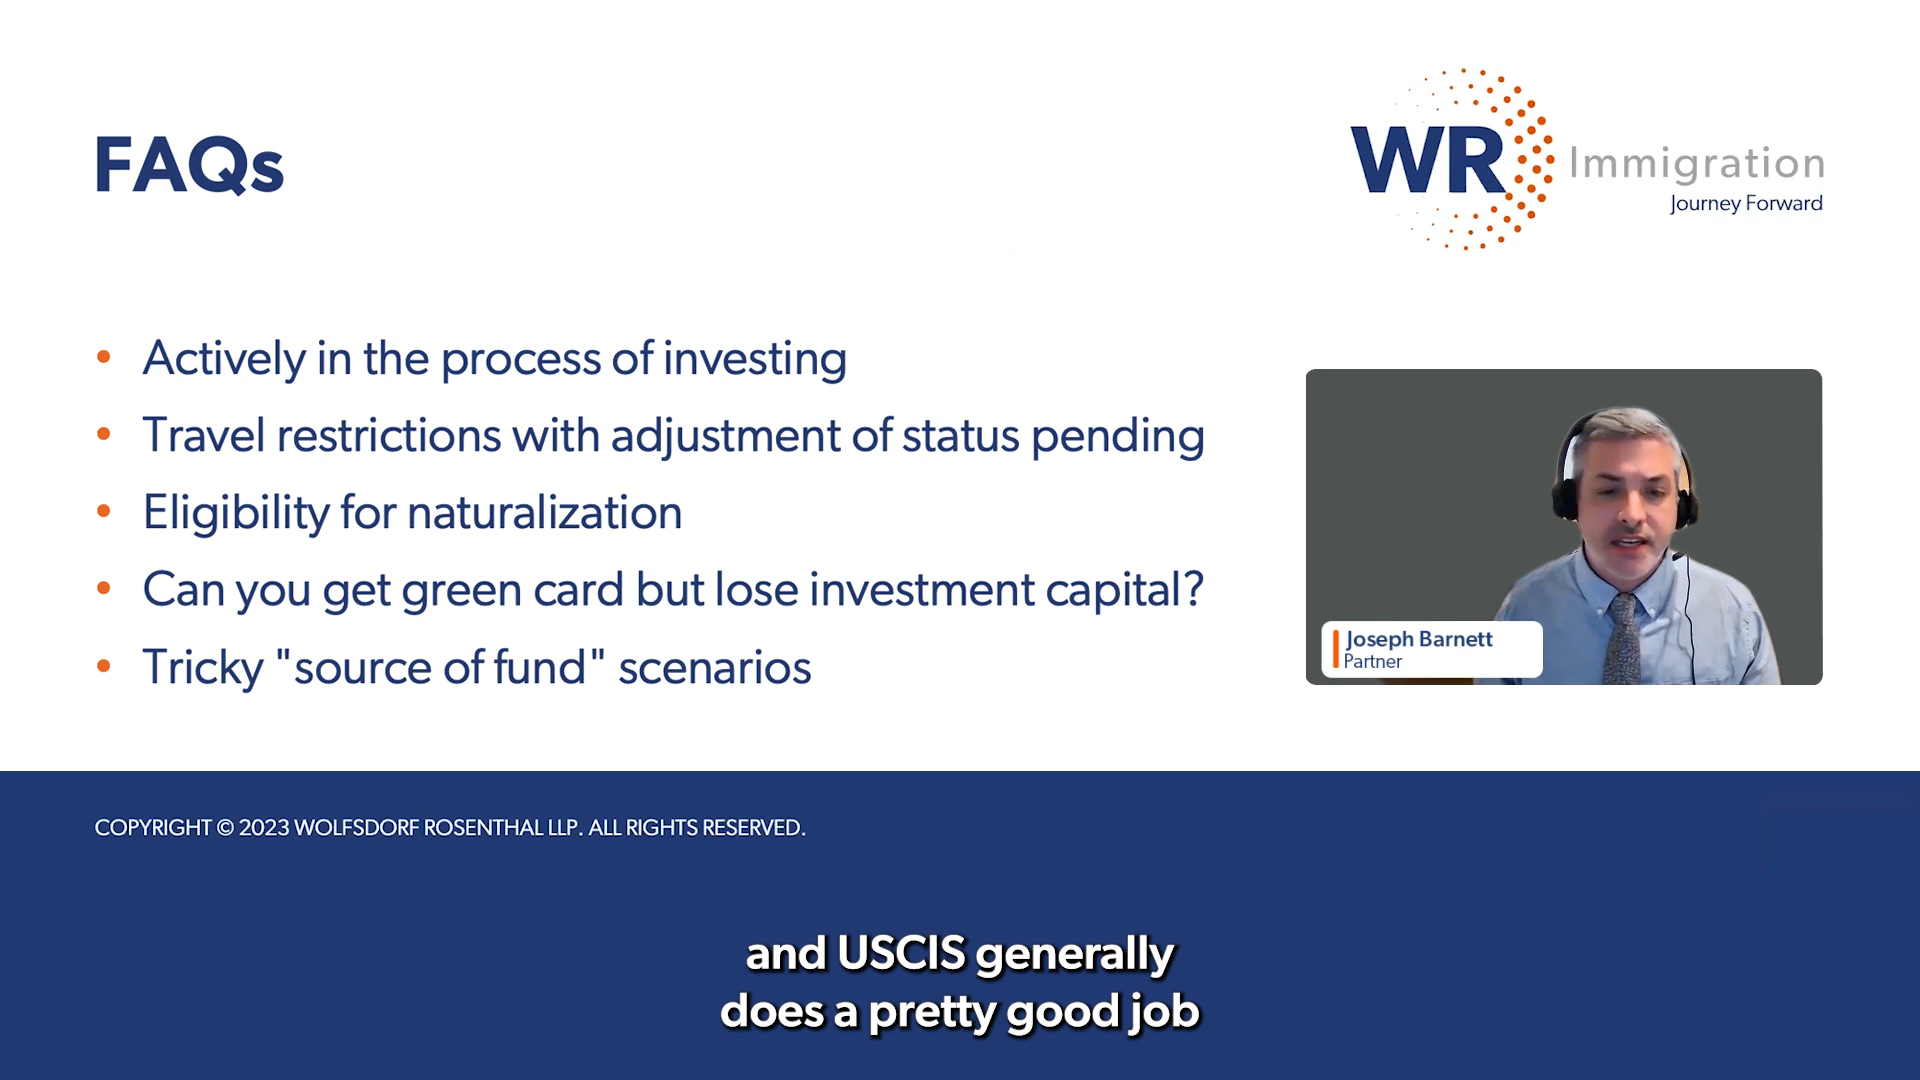 FAQs
WR Immigration
Journey Forward
• Actively in the process of investing
• Travel restrictions with adjustment of status pending
• Eligibility for naturalization
• Can you get green card but lose investment capital?
• Tricky "source of fund" scenarios
Joseph Barnett
Partner
COPYRIGHT © 2023 WOLFSDORF ROSENTHAL LLP. ALL RIGHTS RESERVED.
and USCIS generally
does a pretty good job